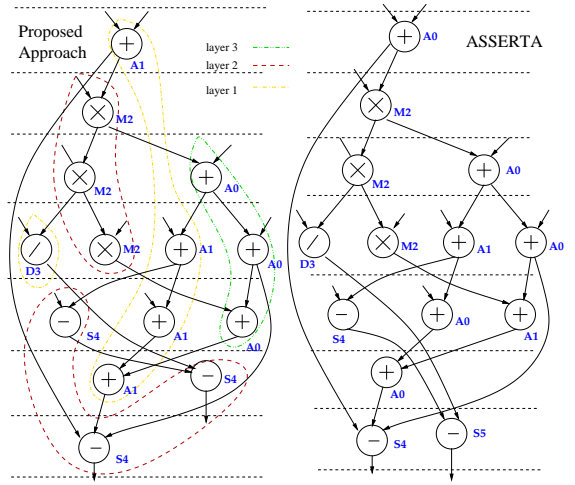 Proposed
Approach
+
A1
layer 3
layer 2
layer 1
×
M2
×
M2
+
A0
/
D3
×
M2
+
A1
+
A0
−
S4
+
A1
+
A0
+
A1
−
S4
−
S4
ASSERTA
+
A0
×
M2
×
M2
+
A0
/
D3
×
M2
+
A1
+
A0
−
S4
+
A0
+
A1
+
A0
−
S4
−
S5